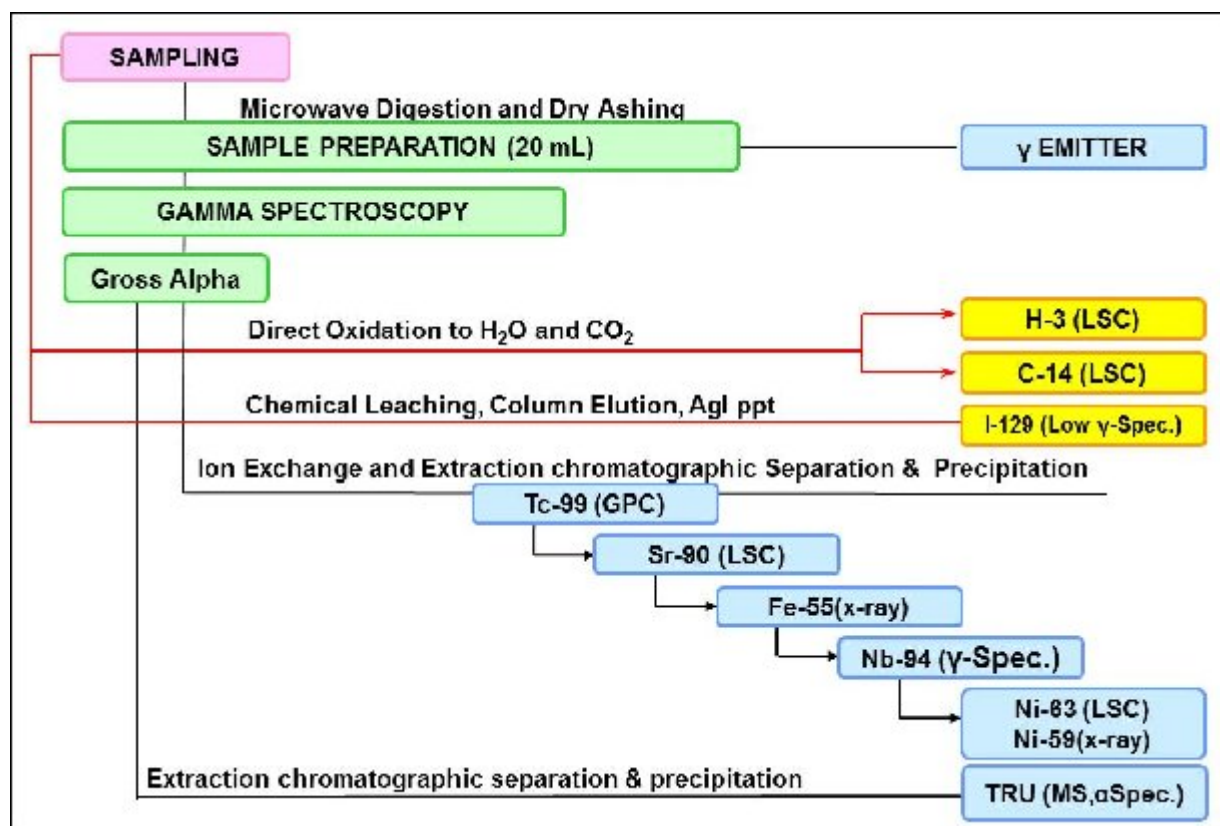 SAMPLING
Microwave Digestion and Dry Ashing
SAMPLE PREPARATION (20 mL)
γ EMITTER
GAMMA SPECTROSCOPY
Gross Alpha
Direct Oxidation to H₂O and CO₂
H-3 (LSC)
C-14 (LSC)
Chemical Leaching, Column Elution, AgI ppt
I-129 (Low γ-Spec.)
Ion Exchange and Extraction chromatographic Separation & Precipitation
Tc-99 (GPC)
Sr-90 (LSC)
Fe-55(x-ray)
Nb-94 (γ-Spec.)
Ni-63 (LSC)
Ni-59(x-ray)
Extraction chromatographic separation & precipitation
TRU (MS,αSpec.)